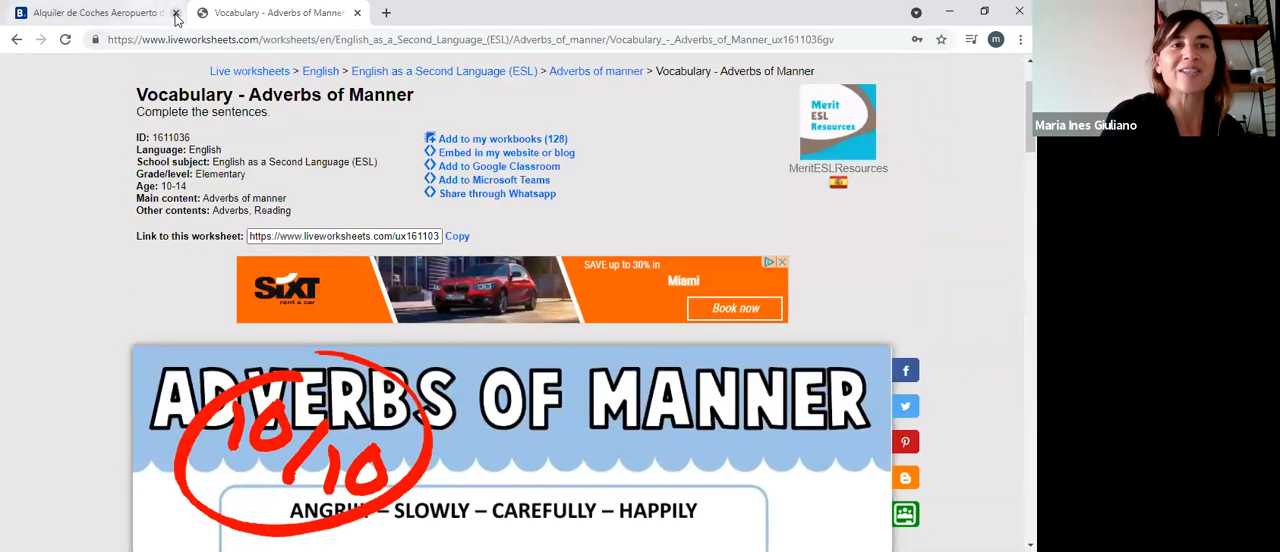 B. Alquiler de Coches Aeropuerto d
Vocabulary - Adverbs of Manner
https://www.liveworksheets.com/worksheets/en/English_as_a_Second_Language_(ESL)/Adverbs_of_manner/Vocabulary_-_Adverbs_of_Manner_ux1611036gv
m
Live worksheets > English > English as a Second Language (ESL) > Adverbs of manner > Vocabulary - Adverbs of Manner
Vocabulary - Adverbs of Manner
Complete the sentences.
ID: 1611036
Language: English
School subject: English as a Second Language (ESL)
Grade/level: Elementary
Age: 10-14
Main content: Adverbs of manner
Other contents: Adverbs, Reading
Add to my workbooks (128)
Embed in my website or blog
Add to Google Classroom
Add to Microsoft Teams
Share through Whatsapp
Merit
ESL
Resources
MeritESLResources
Link to this worksheet: https://www.liveworksheets.com/ux161103 Copy
SiXT
rent a car
SAVE up to 30% in
Miami
Book now
ADVERBS OF MANNER
10/10
ANGRILY – SLOWLY – CAREFULLY – HAPPILY
Maria Ines Giuliano